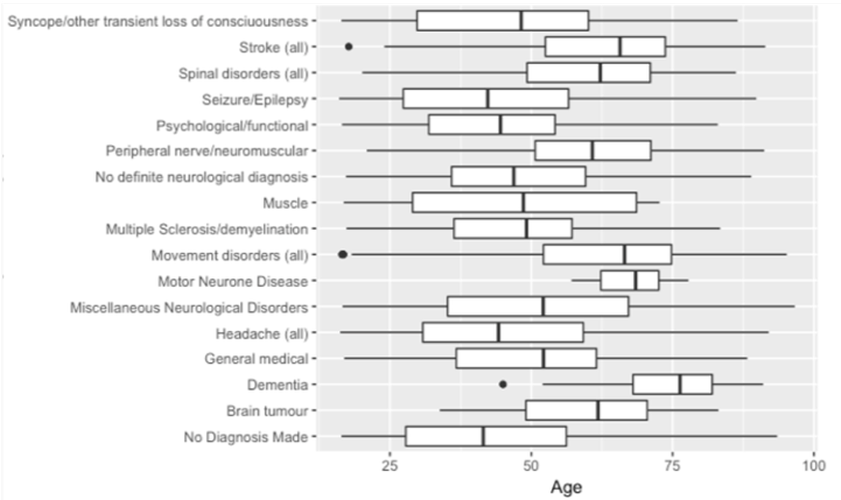 Syncope/other transient loss of consciuousness
Stroke (all)
Spinal disorders (all)
Seizure/Epilepsy
Psychological/functional
Peripheral nerve/neuromuscular
No definite neurological diagnosis
Muscle
Multiple Sclerosis/demyelination
Movement disorders (all)
Motor Neurone Disease
Miscellaneous Neurological Disorders
Headache (all)
General medical
Dementia
Brain tumour
No Diagnosis Made
25 50 75 100
Age